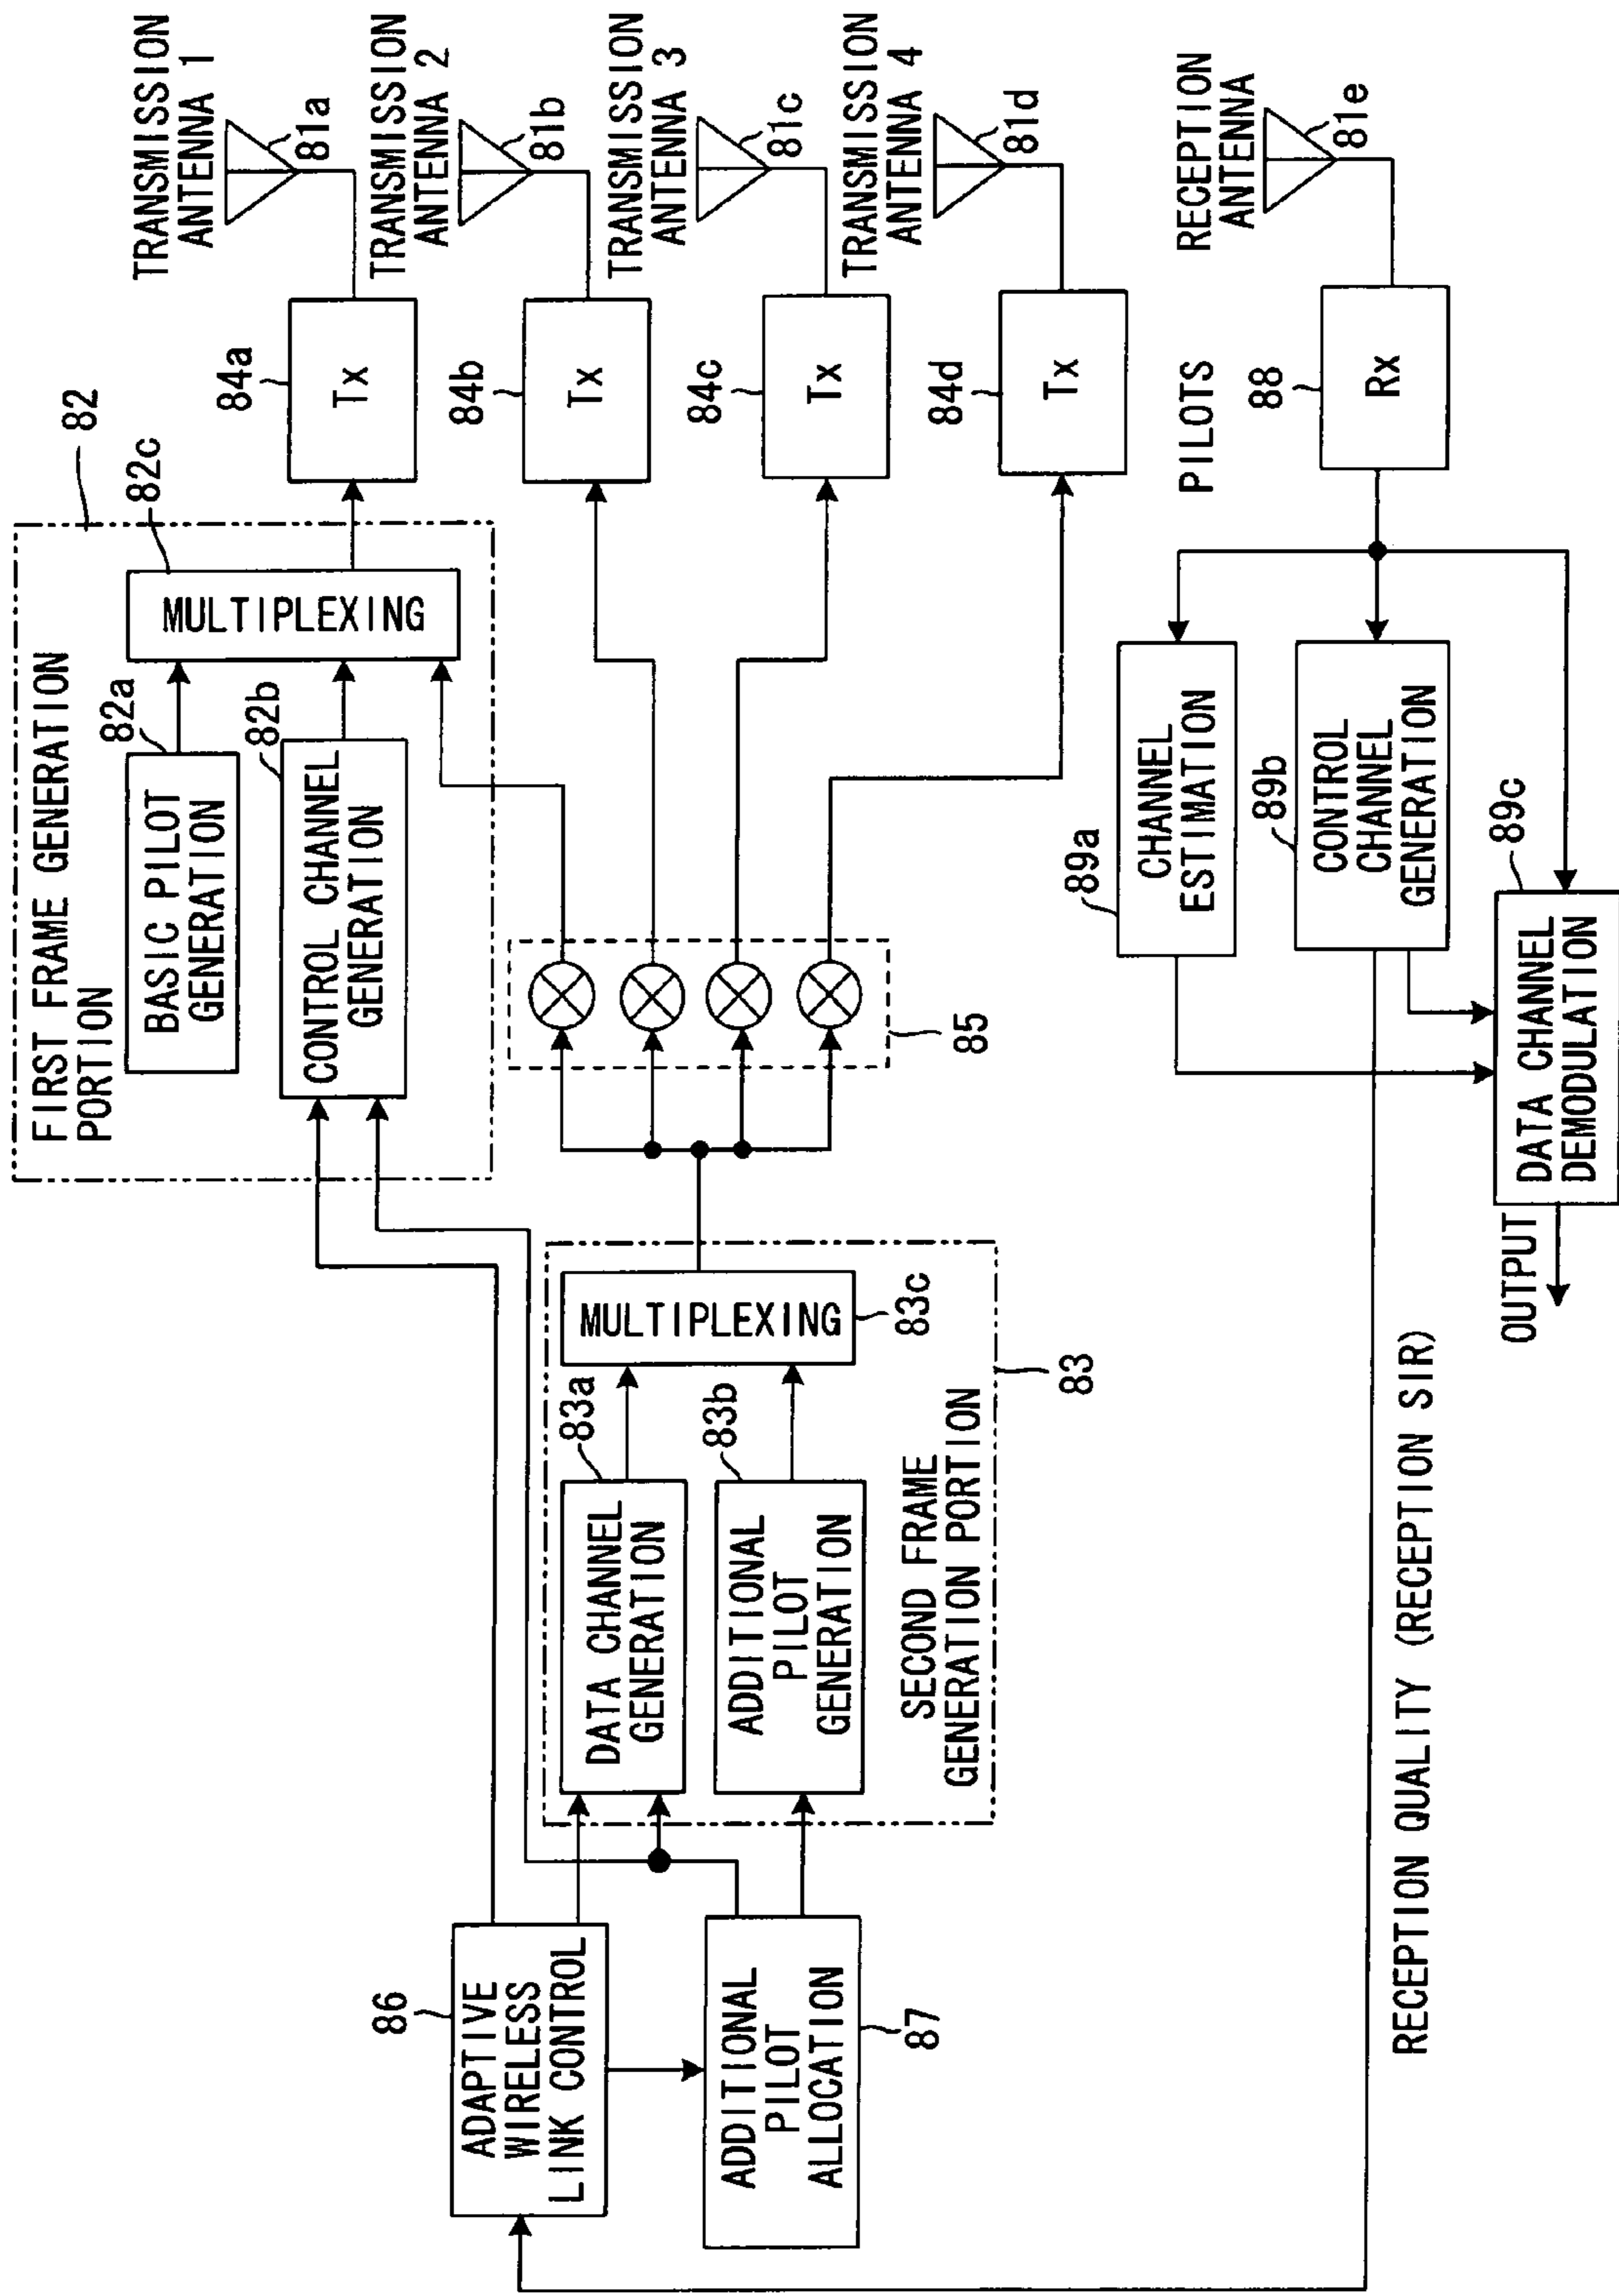 FIRST FRAME GENERATION
PORTION
82
BASIC PILOT
GENERATION
82a
CONTROL CHANNEL
GENERATION
82b
MULTIPLEXING
82c
84a
Tx
TRANSMISSION
ANTENNA 1
81a
84b
Tx
TRANSMISSION
ANTENNA 2
81b
84c
Tx
TRANSMISSION
ANTENNA 3
81c
84d
Tx
TRANSMISSION
ANTENNA 4
81d
85
86
ADAPTIVE
WIRELESS
LINK CONTROL
ADDITIONAL
PILOT
ALLOCATION
87
DATA CHANNEL
GENERATION
83a
ADDITIONAL
PILOT
GENERATION
83b
MULTIPLEXING
83c
SECOND FRAME
GENERATION PORTION
83
PILOTS
RECEPTION
ANTENNA
81e
88
Rx
89a
CHANNEL
ESTIMATION
89b
CONTROL
CHANNEL
GENERATION
89c
DATA CHANNEL
DEMODULATION
OUTPUT
RECEPTION QUALITY (RECEPTION SIR)